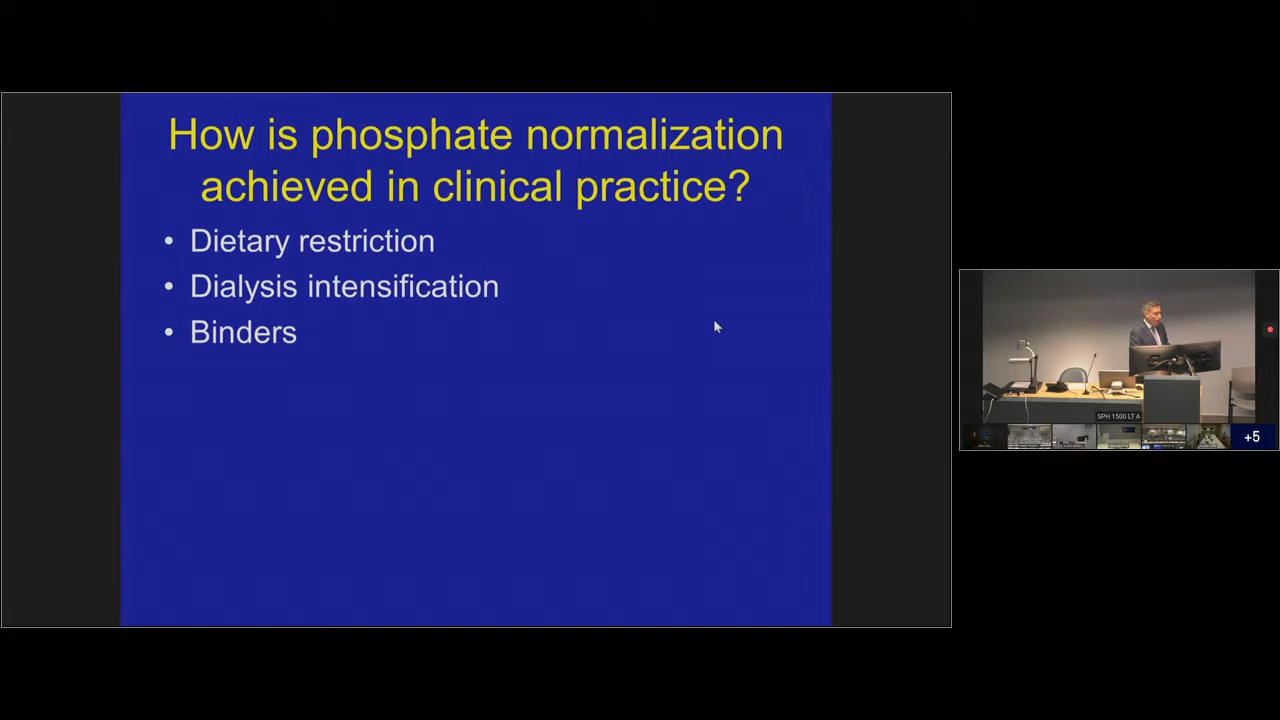 How is phosphate normalization
achieved in clinical practice?
• Dietary restriction
• Dialysis intensification
• Binders
SPH 1500 LT A
+5